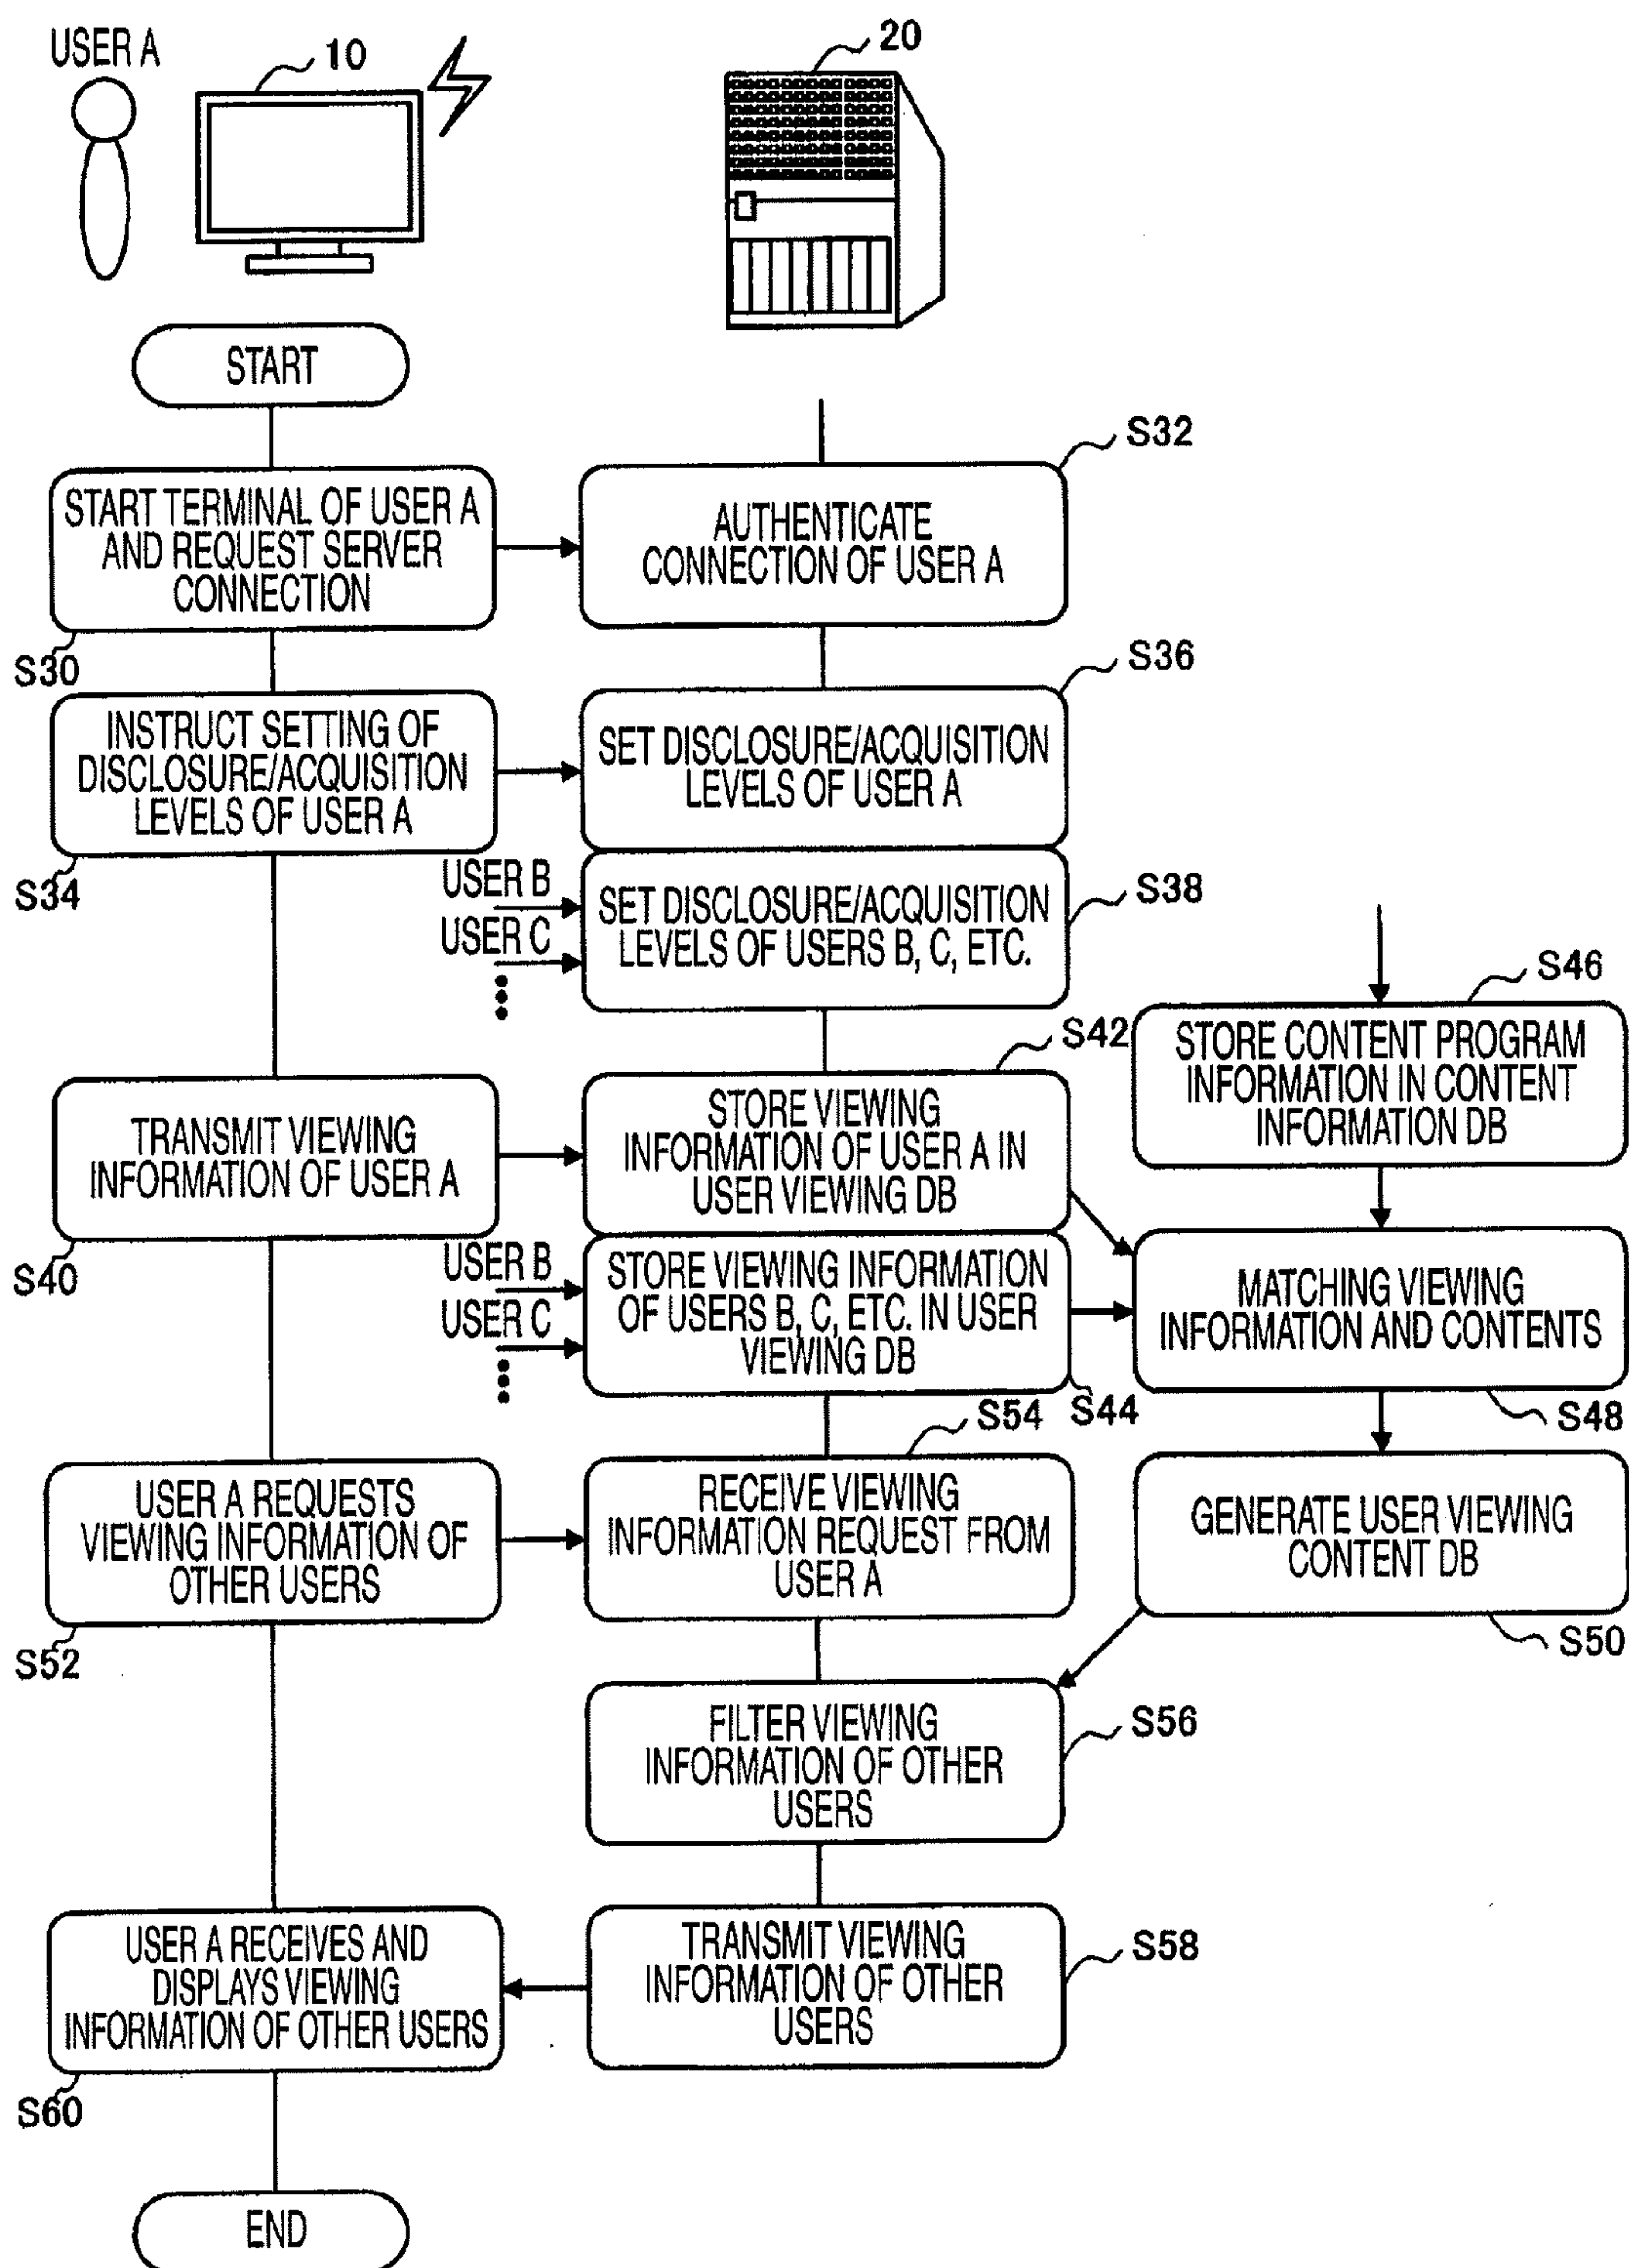 USER A
10
20
START
S32
START TERMINAL OF USER A
AND REQUEST SERVER
CONNECTION
S30
AUTHENTICATE
CONNECTION OF USER A
S36
INSTRUCT SETTING OF
DISCLOSURE/ACQUISITION
LEVELS OF USER A
S34
SET DISCLOSURE/ACQUISITION
LEVELS OF USER A
USER B
USER C
SET DISCLOSURE/ACQUISITION
LEVELS OF USERS B, C, ETC.
S38
S46
STORE CONTENT PROGRAM
INFORMATION IN CONTENT
INFORMATION DB
S42
TRANSMIT VIEWING
INFORMATION OF USER A
S40
STORE VIEWING
INFORMATION OF USER A IN
USER VIEWING DB
USER B
USER C
STORE VIEWING INFORMATION
OF USERS B, C, ETC. IN USER
VIEWING DB
S44
MATCHING VIEWING
INFORMATION AND CONTENTS
S48
S54
USER A REQUESTS
VIEWING INFORMATION OF
OTHER USERS
S52
RECEIVE VIEWING
INFORMATION REQUEST FROM
USER A
GENERATE USER VIEWING
CONTENT DB
S50
FILTER VIEWING
INFORMATION OF OTHER
USERS
S56
USER A RECEIVES AND
DISPLAYS VIEWING
INFORMATION OF OTHER USERS
S60
TRANSMIT VIEWING
INFORMATION OF OTHER
USERS
S58
END